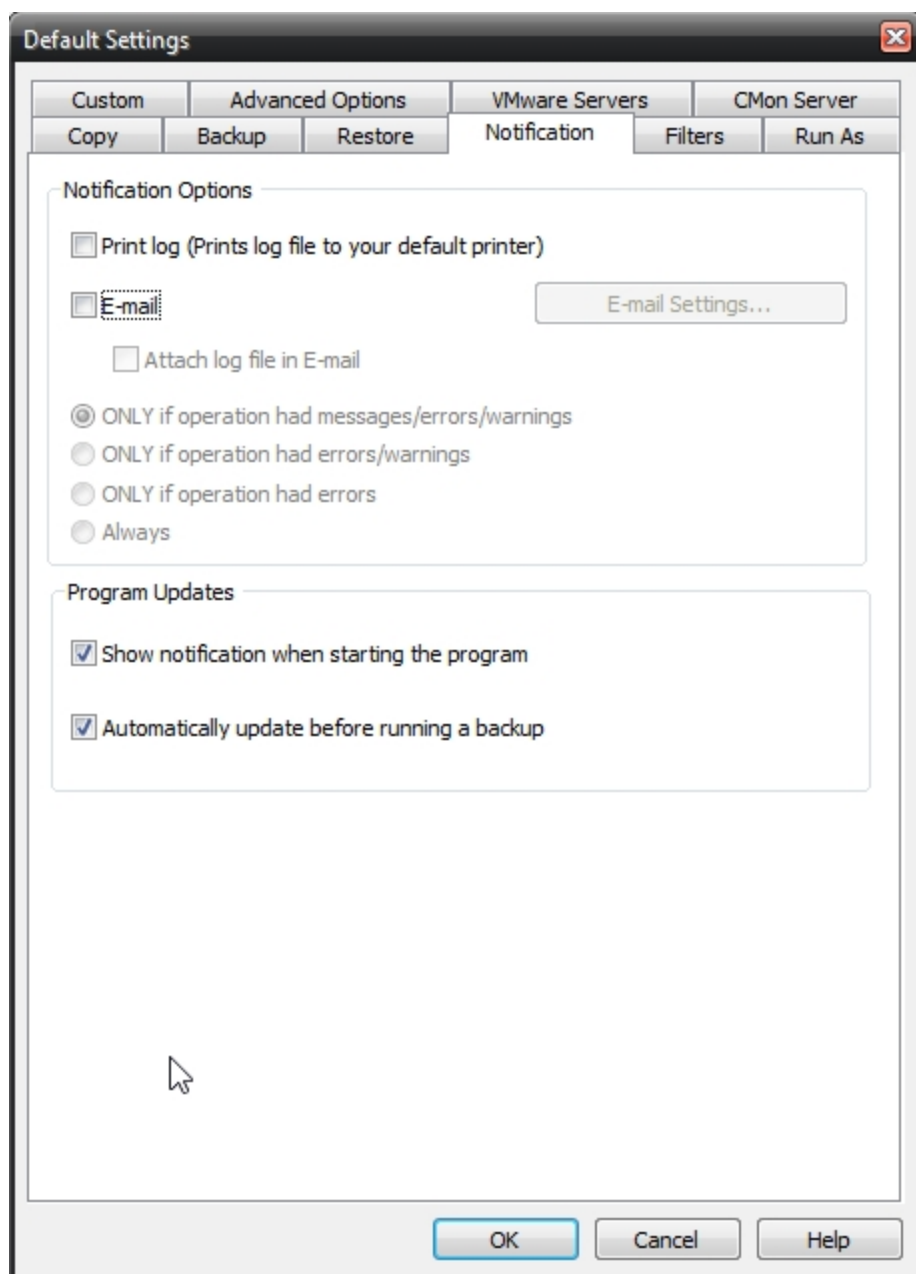 Default Settings
Custom Advanced Options VMware Servers CMon Server
Copy Backup Restore Notification Filters Run As
Notification Options
Print log (Prints log file to your default printer)
E-mail E-mail Settings...
Attach log file in E-mail
ONLY if operation had messages/errors/warnings
ONLY if operation had errors/warnings
ONLY if operation had errors
Always
Program Updates
Show notification when starting the program
Automatically update before running a backup
OK Cancel Help